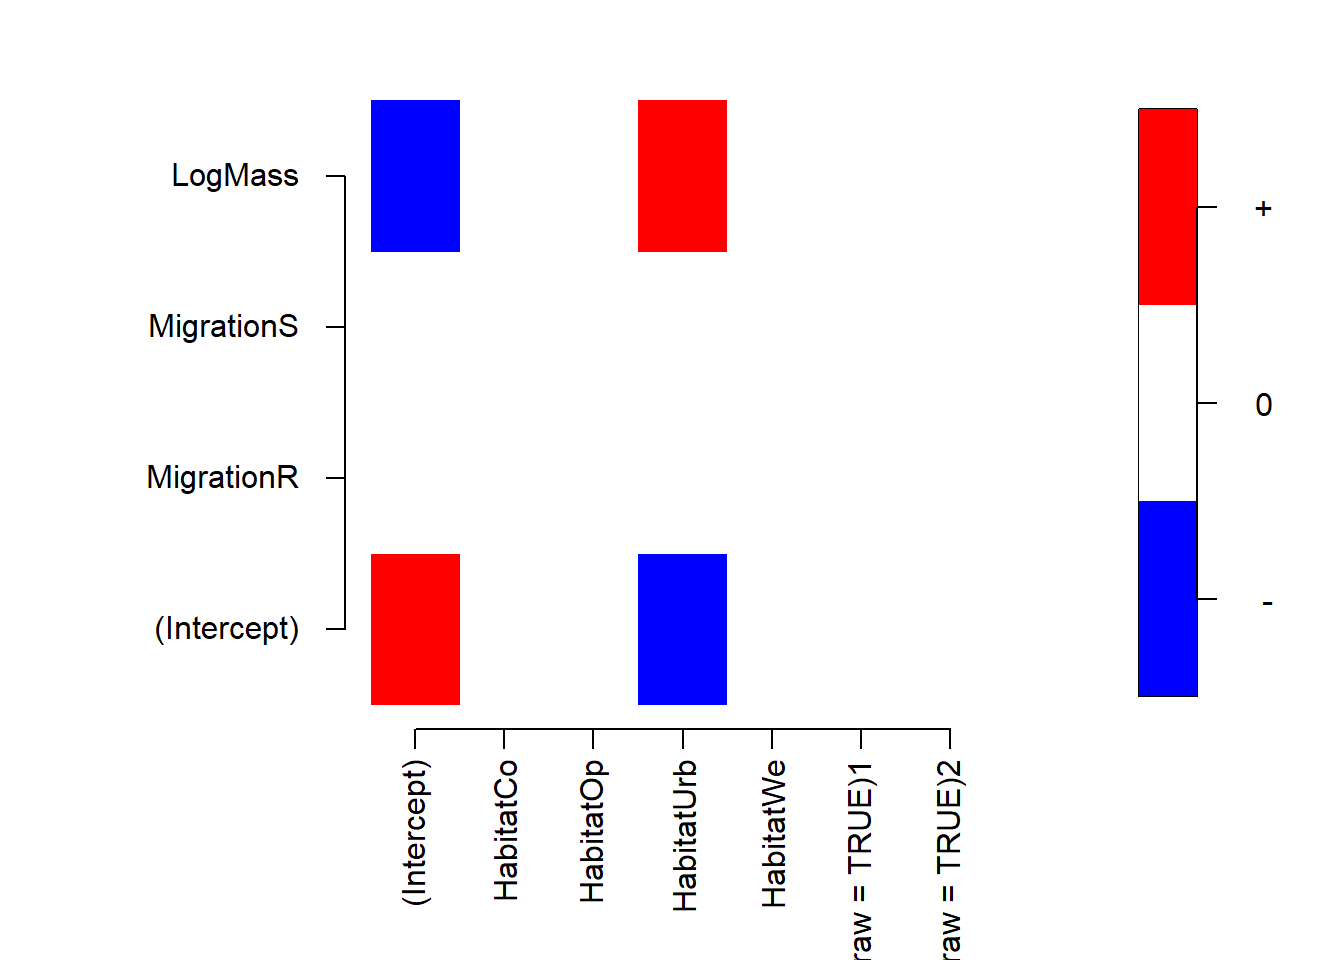 LogMass
MigrationS
MigrationR
(Intercept)
(Intercept)
HabitatCo
HabitatOp
HabitatUrb
HabitatWe
raw = TRUE)1
raw = TRUE)2
+
0
-